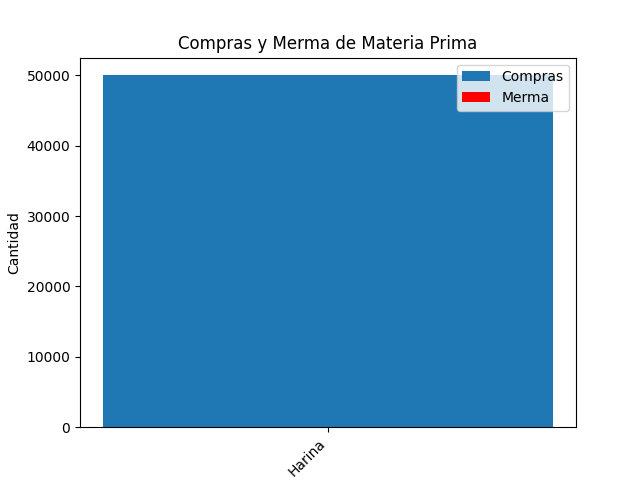 Compras y Merma de Materia Prima
Compras
Merma
50000
40000
30000
20000
10000
0
Cantidad
Harina